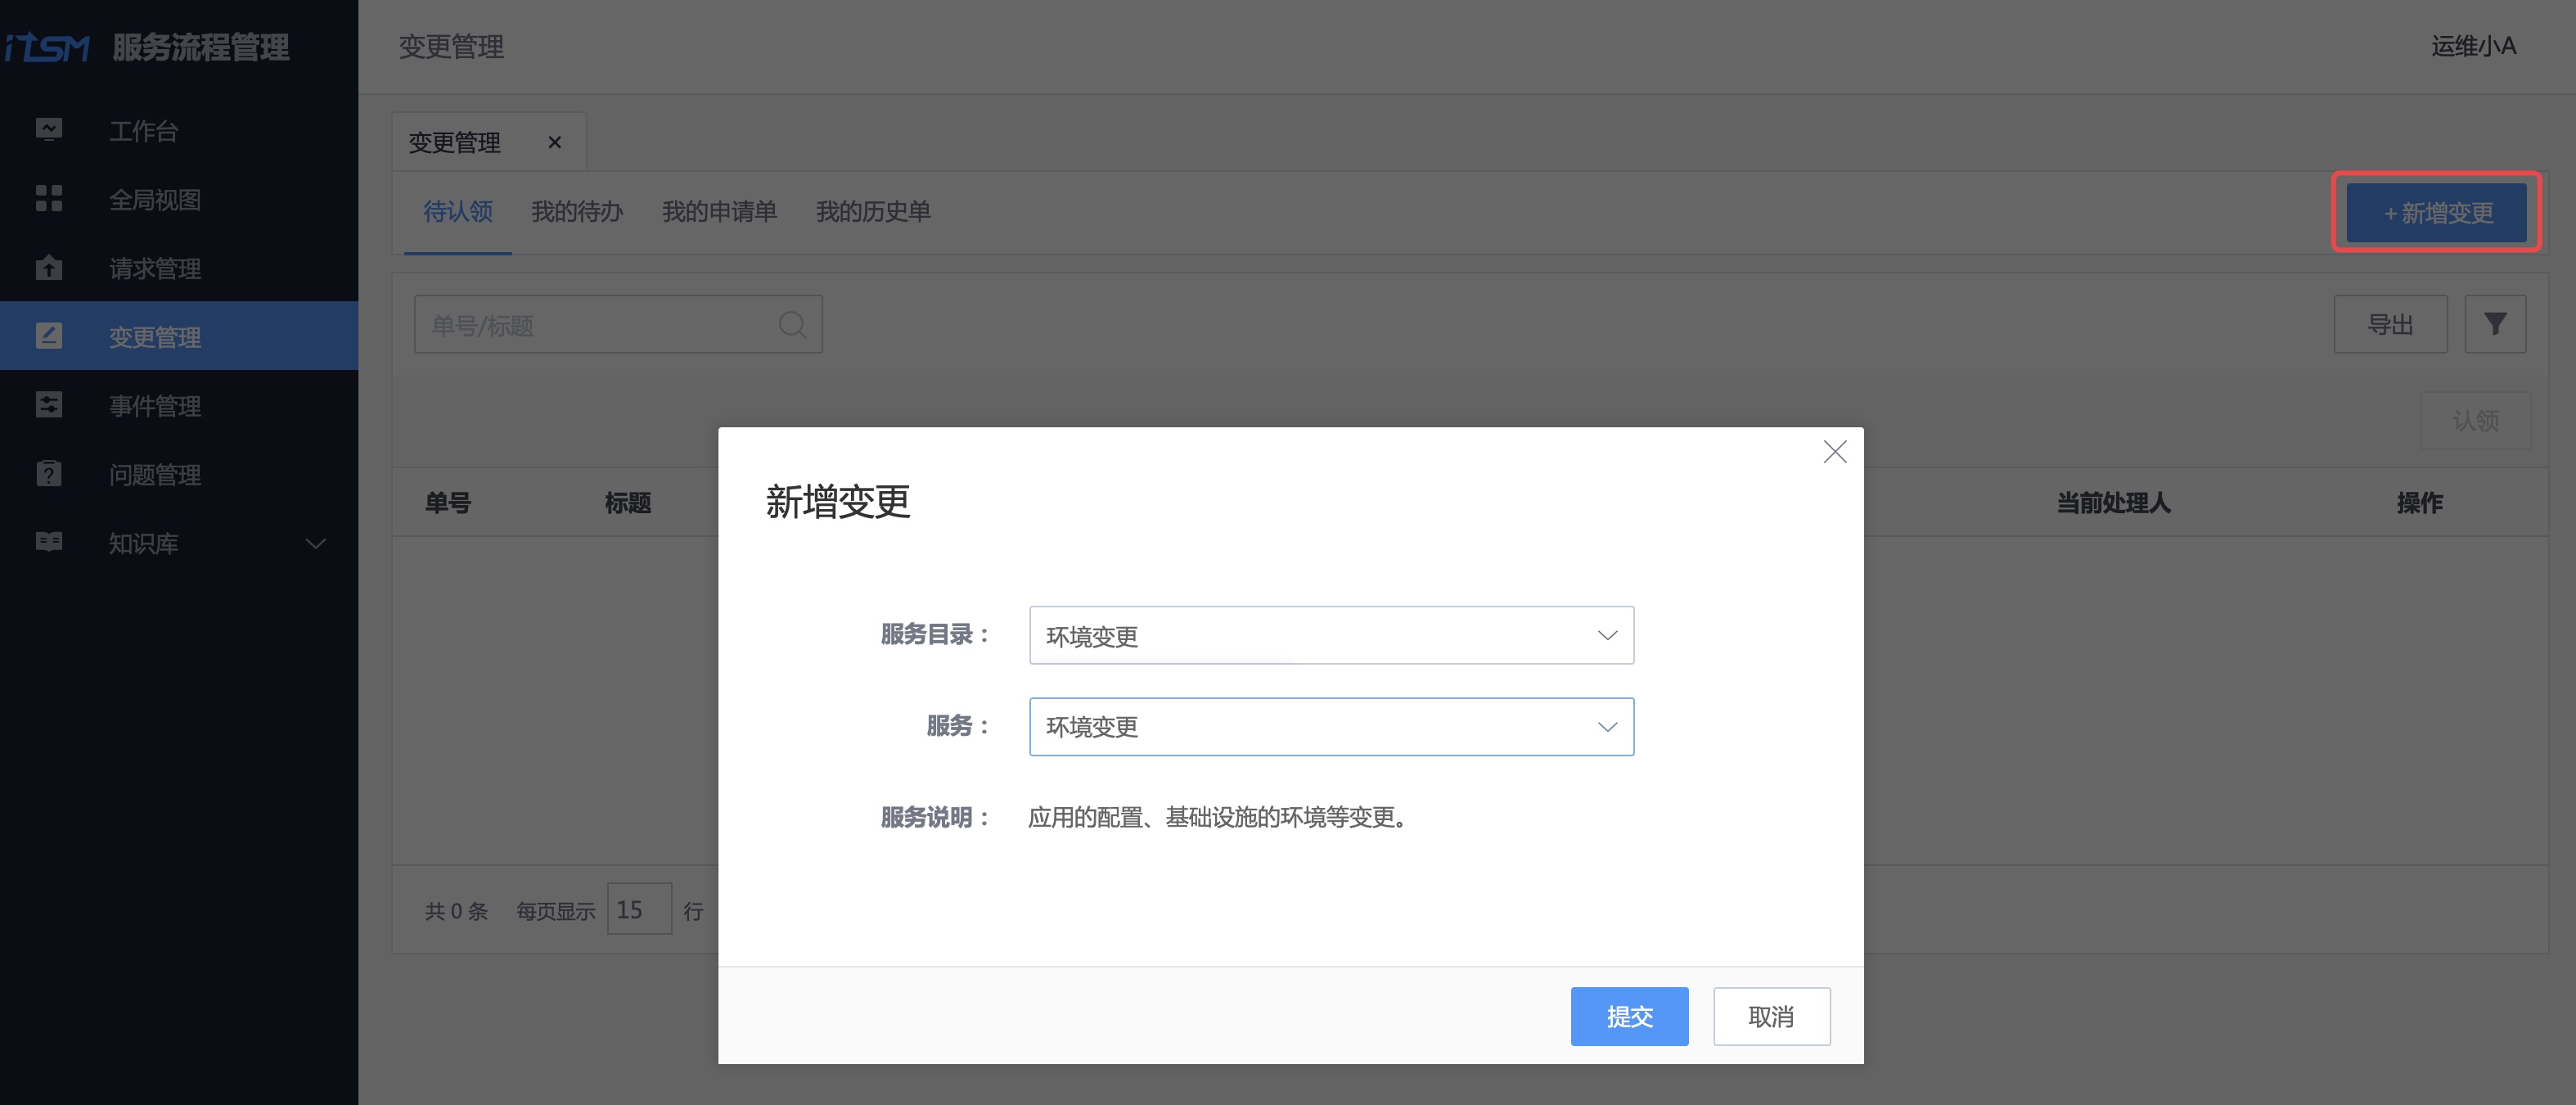 iTSM 服务流程管理
变更管理
运维小A
工作台
全局视图
请求管理
变更管理
事件管理
问题管理
知识库
变更管理 ×
待认领 我的待办 我的申请单 我的历史单
+ 新增变更
单号/标题
导出
认领
单号 标题 当前处理人 操作
新增变更
服务目录： 环境变更
服务： 环境变更
服务说明： 应用的配置、基础设施的环境等变更。
共 0 条 每页显示 15 行
提交 取消